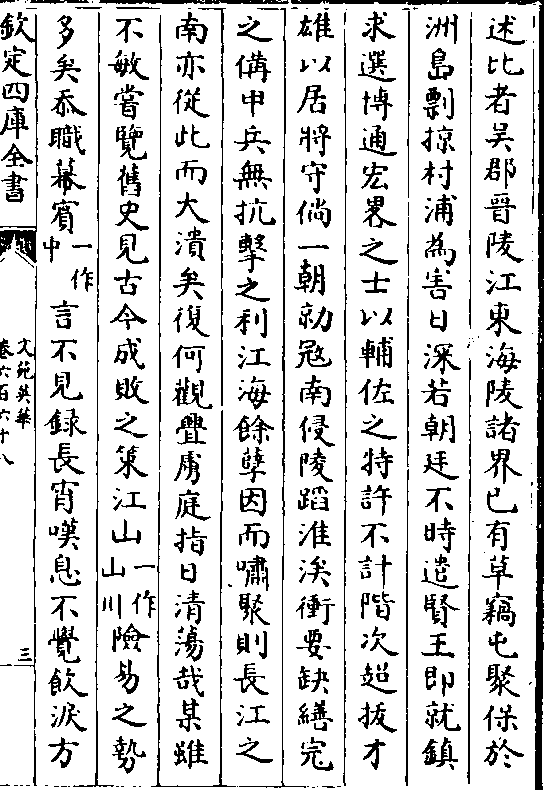 述比者吴郡晉陵江東海陵諸界已有草竊屯聚保於
洲島剽掠村浦為害日深若朝廷不時遣賢王即就鎮
求選博通宏畧之士以輔佐之特許不計階次超拔才
雄以居將守倘一朝勍冦南侵陵蹈淮涘衝要缺繕完
之備甲兵無抗擊之利江海餘孽因而嘯聚則長江之
南亦從此而大潰矣復何觀釁虜庭指日清蕩哉某雖
不敏嘗覽舊史見古今成敗之策江山一作山川險易之勢
多矣忝職幕賓一作中言不見録長宵嘆息不覺飲淚方
欽定四庫全書
文苑英華
卷六百六十八
三